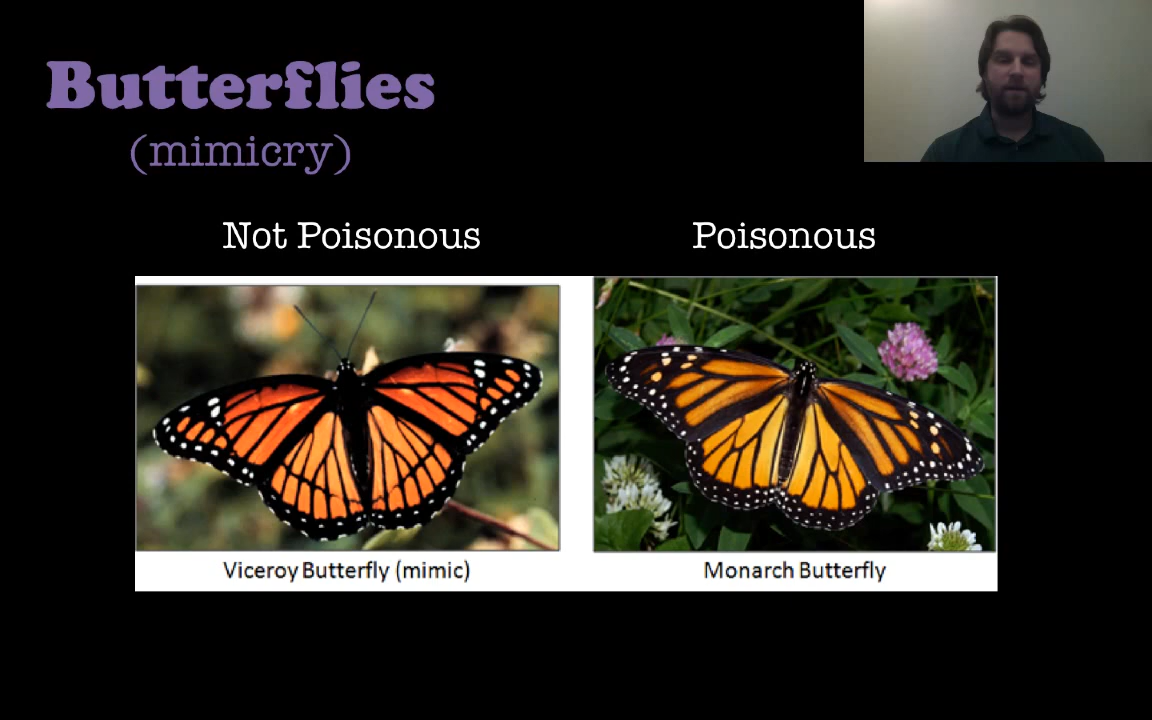 Butterflies
(mimicry)
Not Poisonous
Poisonous
Viceroy Butterfly (mimic)
Monarch Butterfly